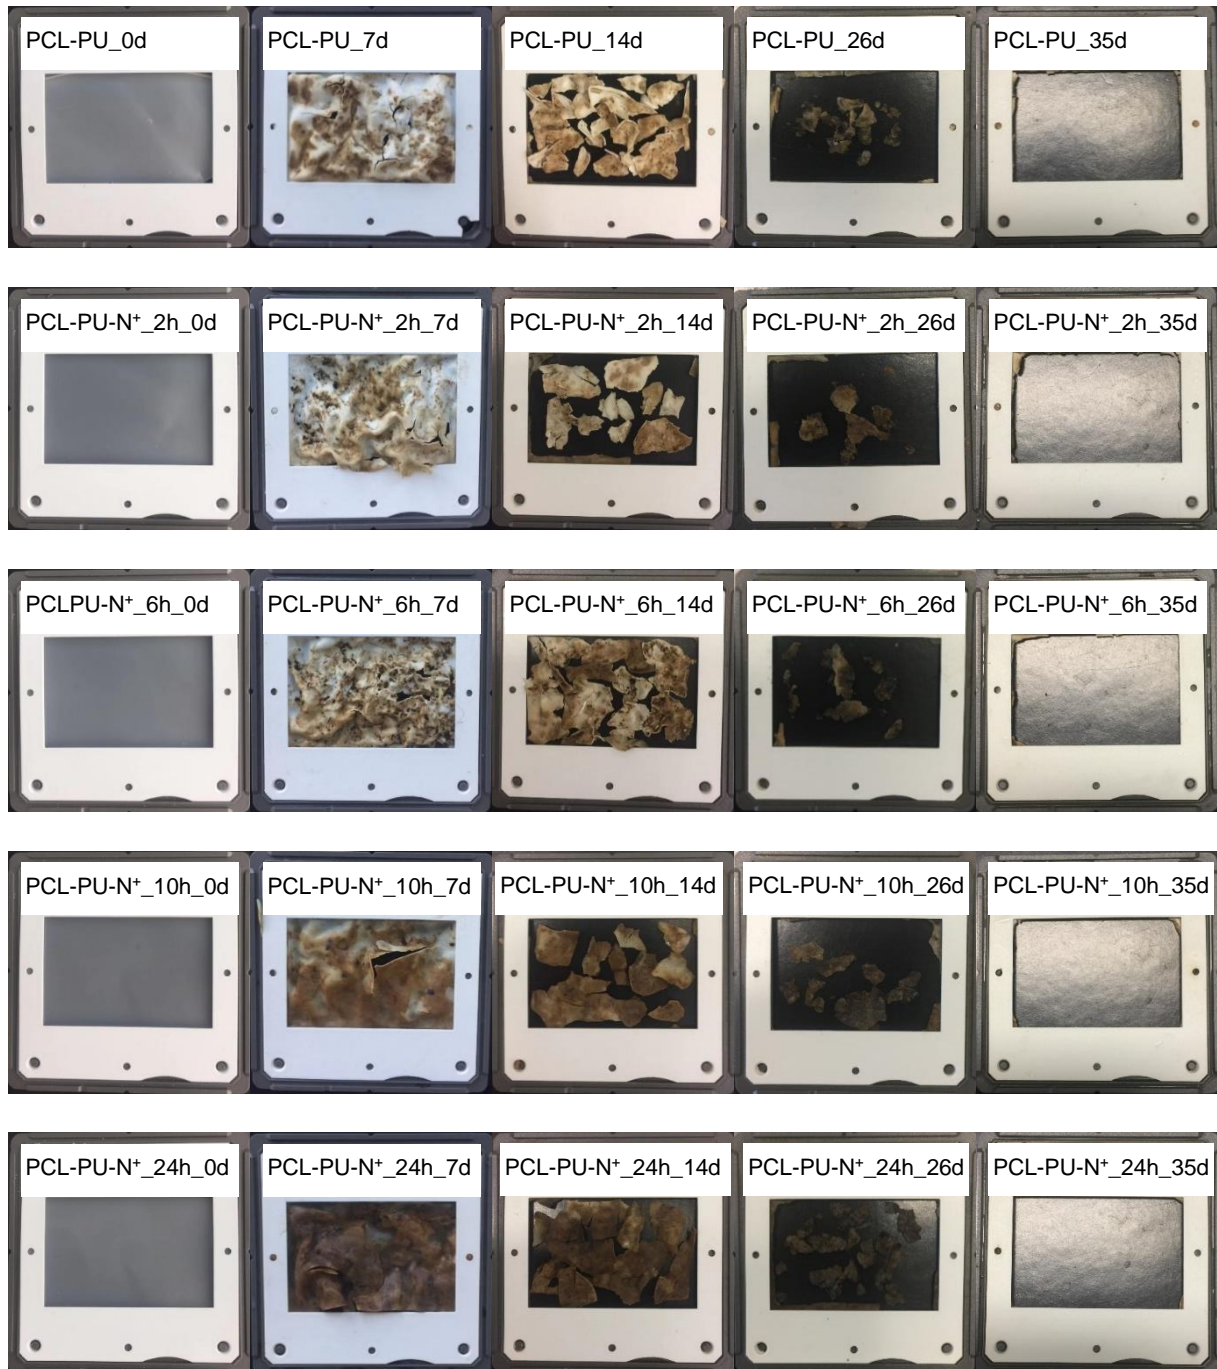 PCL-PU_0d
PCL-PU_7d
PCL-PU_14d
PCL-PU_26d
PCL-PU_35d
PCL-PU-N⁺_2h_0d
PCL-PU-N⁺_2h_7d
PCL-PU-N⁺_2h_14d
PCL-PU-N⁺_2h_26d
PCL-PU-N⁺_2h_35d
PCLPU-N⁺_6h_0d
PCL-PU-N⁺_6h_7d
PCL-PU-N⁺_6h_14d
PCL-PU-N⁺_6h_26d
PCL-PU-N⁺_6h_35d
PCL-PU-N⁺_10h_0d
PCL-PU-N⁺_10h_7d
PCL-PU-N⁺_10h_14d
PCL-PU-N⁺_10h_26d
PCL-PU-N⁺_10h_35d
PCL-PU-N⁺_24h_0d
PCL-PU-N⁺_24h_7d
PCL-PU-N⁺_24h_14d
PCL-PU-N⁺_24h_26d
PCL-PU-N⁺_24h_35d